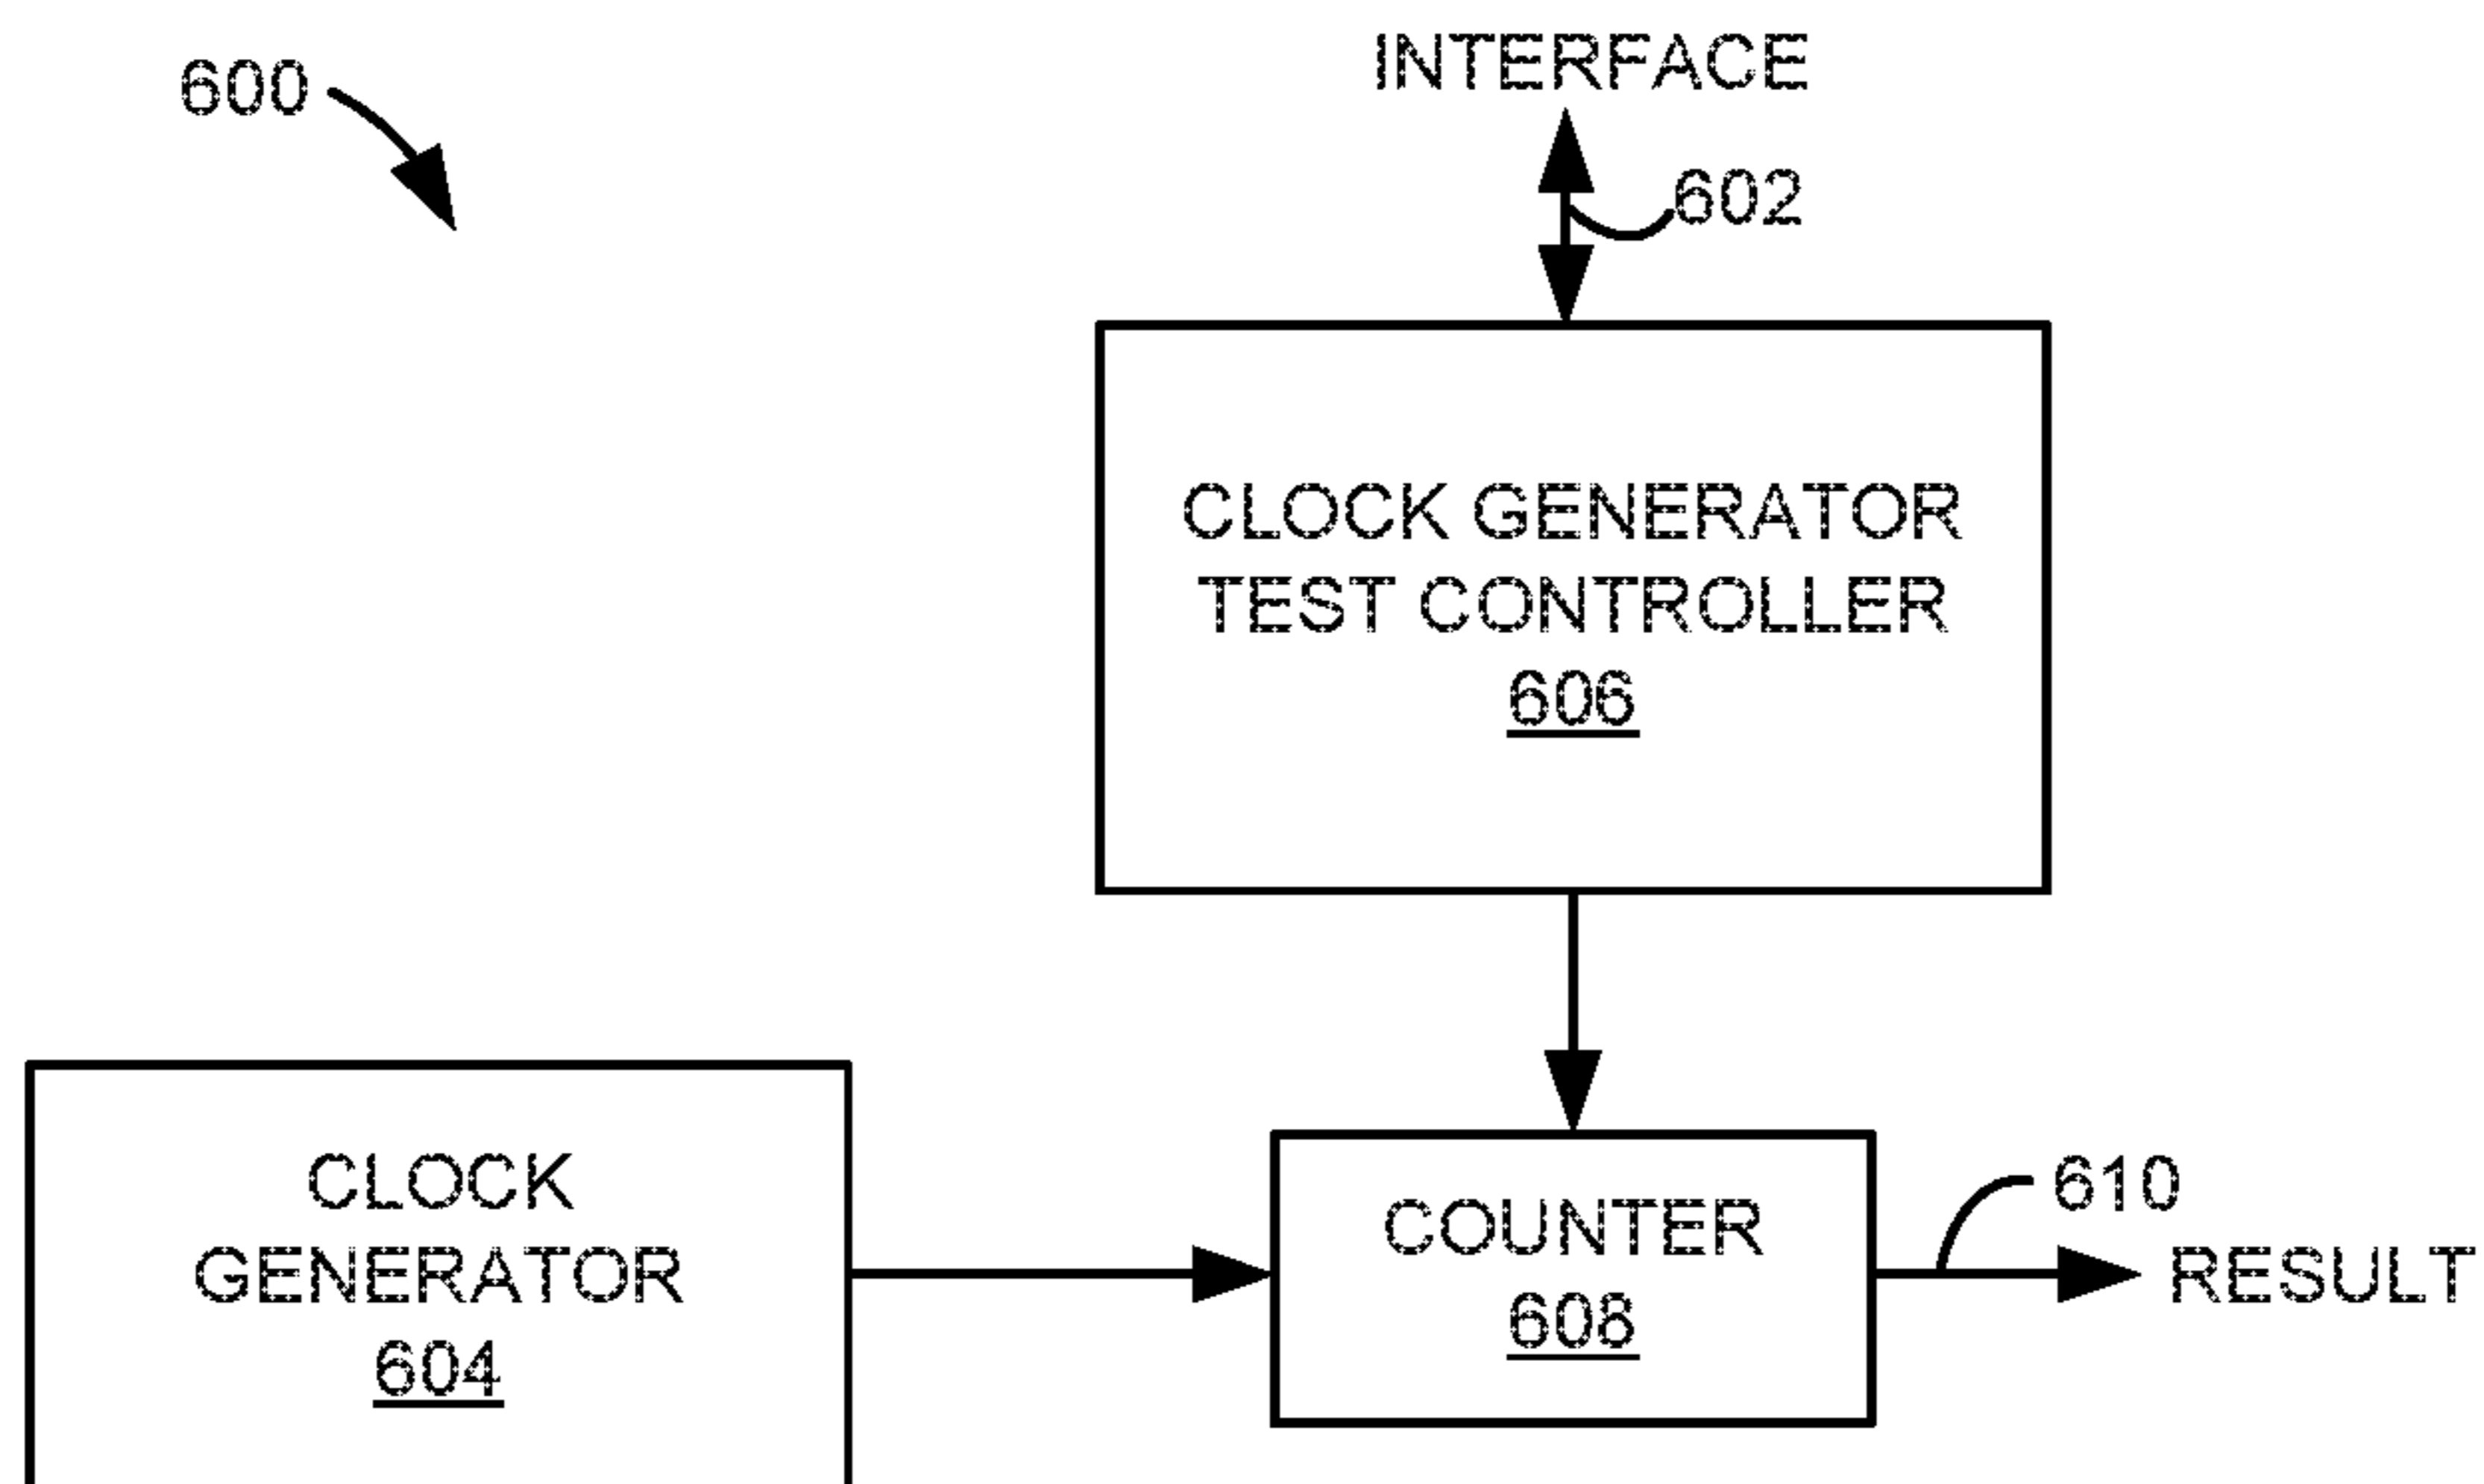 600
INTERFACE
602
CLOCK GENERATOR
TEST CONTROLLER
606
CLOCK
GENERATOR
604
COUNTER
608
610
RESULT